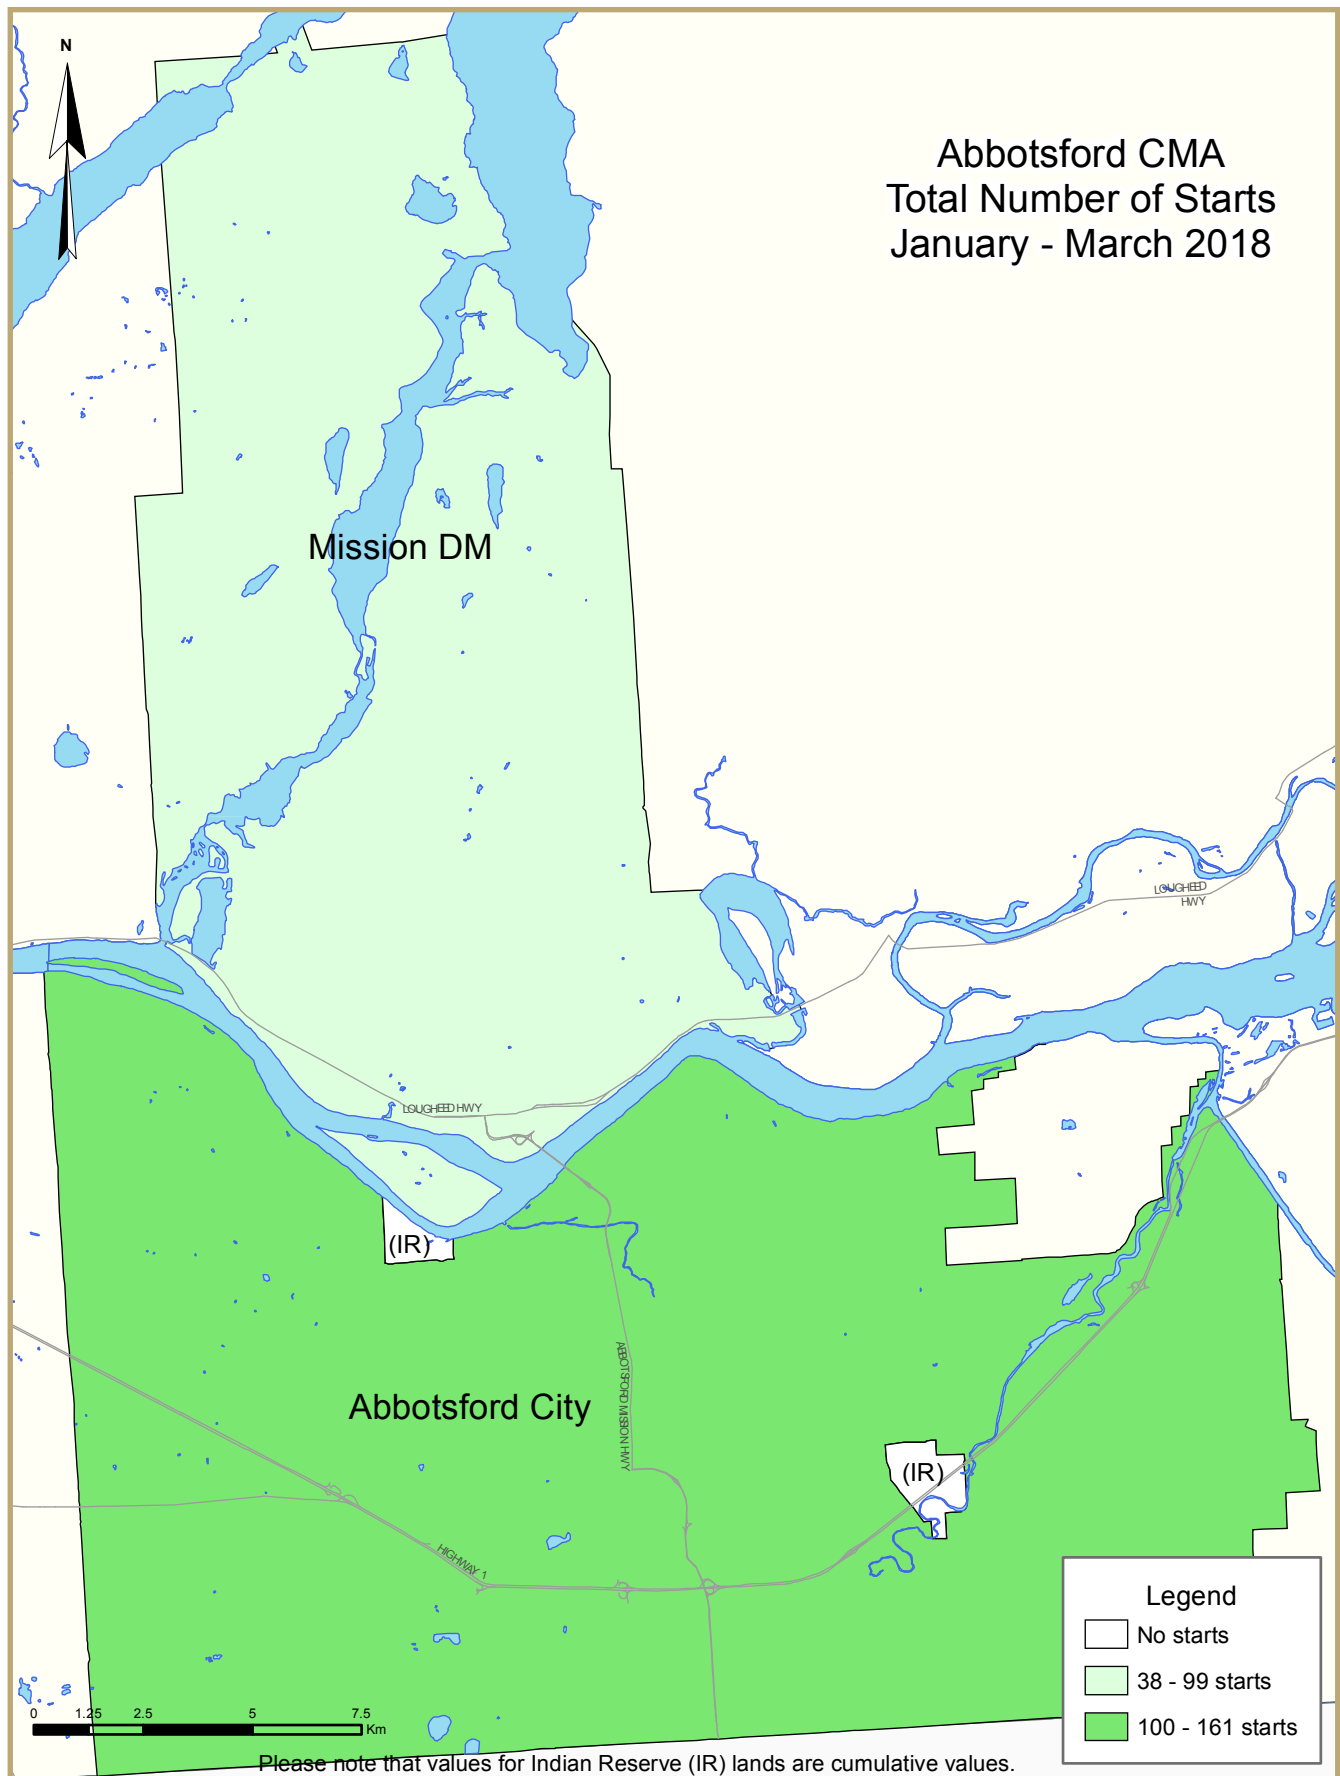 N
Abbotsford CMA
Total Number of Starts
January - March 2018
Mission DM
LOUGHEED
HWY
LOUGHEED HWY
(IR)
ABBOTSFORD MISSION HWY
Abbotsford City
(IR)
HIGHWAY 1
Legend
No starts
38 - 99 starts
100 - 161 starts
0 1.25 2.5 5 7.5
Km
Please note that values for Indian Reserve (IR) lands are cumulative values.